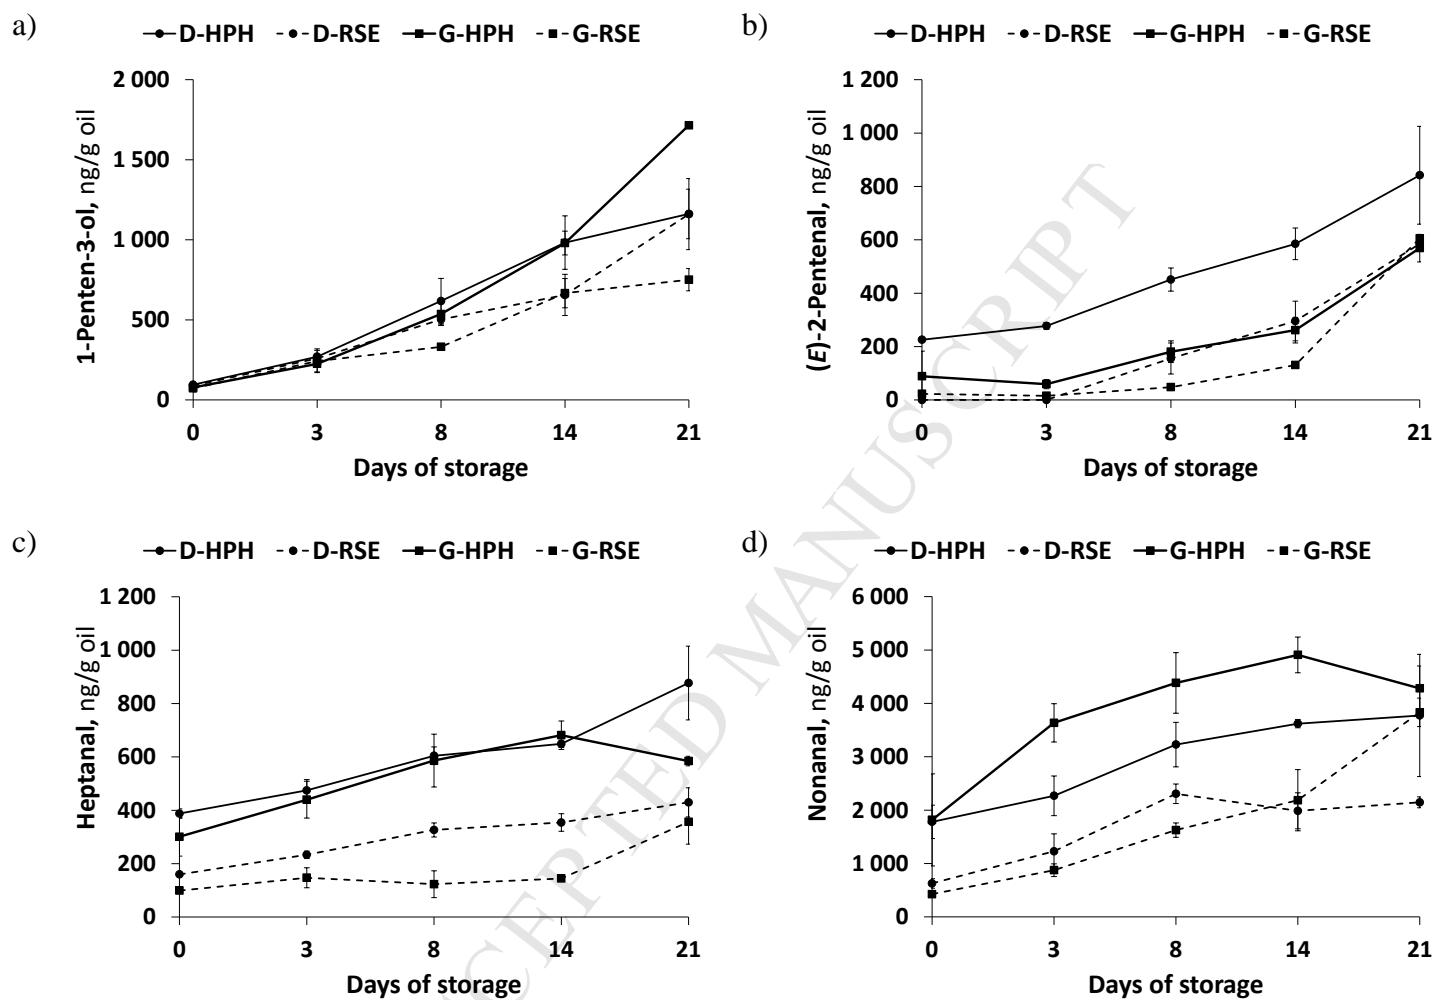 a)
D-HPH D-RSE G-HPH G-RSE
1-Penten-3-ol, ng/g oil
2 000
1 500
1 000
500
0
0 3 8 14 21
Days of storage
b)
D-HPH D-RSE G-HPH G-RSE
(E)-2-Pentenal, ng/g oil
1 200
1 000
800
600
400
200
0
0 3 8 14 21
Days of storage
c)
D-HPH D-RSE G-HPH G-RSE
Heptanal, ng/g oil
1 200
1 000
800
600
400
200
0
0 3 8 14 21
Days of storage
d)
D-HPH D-RSE G-HPH G-RSE
Nonanal, ng/g oil
6 000
5 000
4 000
3 000
2 000
1 000
0
0 3 8 14 21
Days of storage
CEPTED MANUSCRIPT